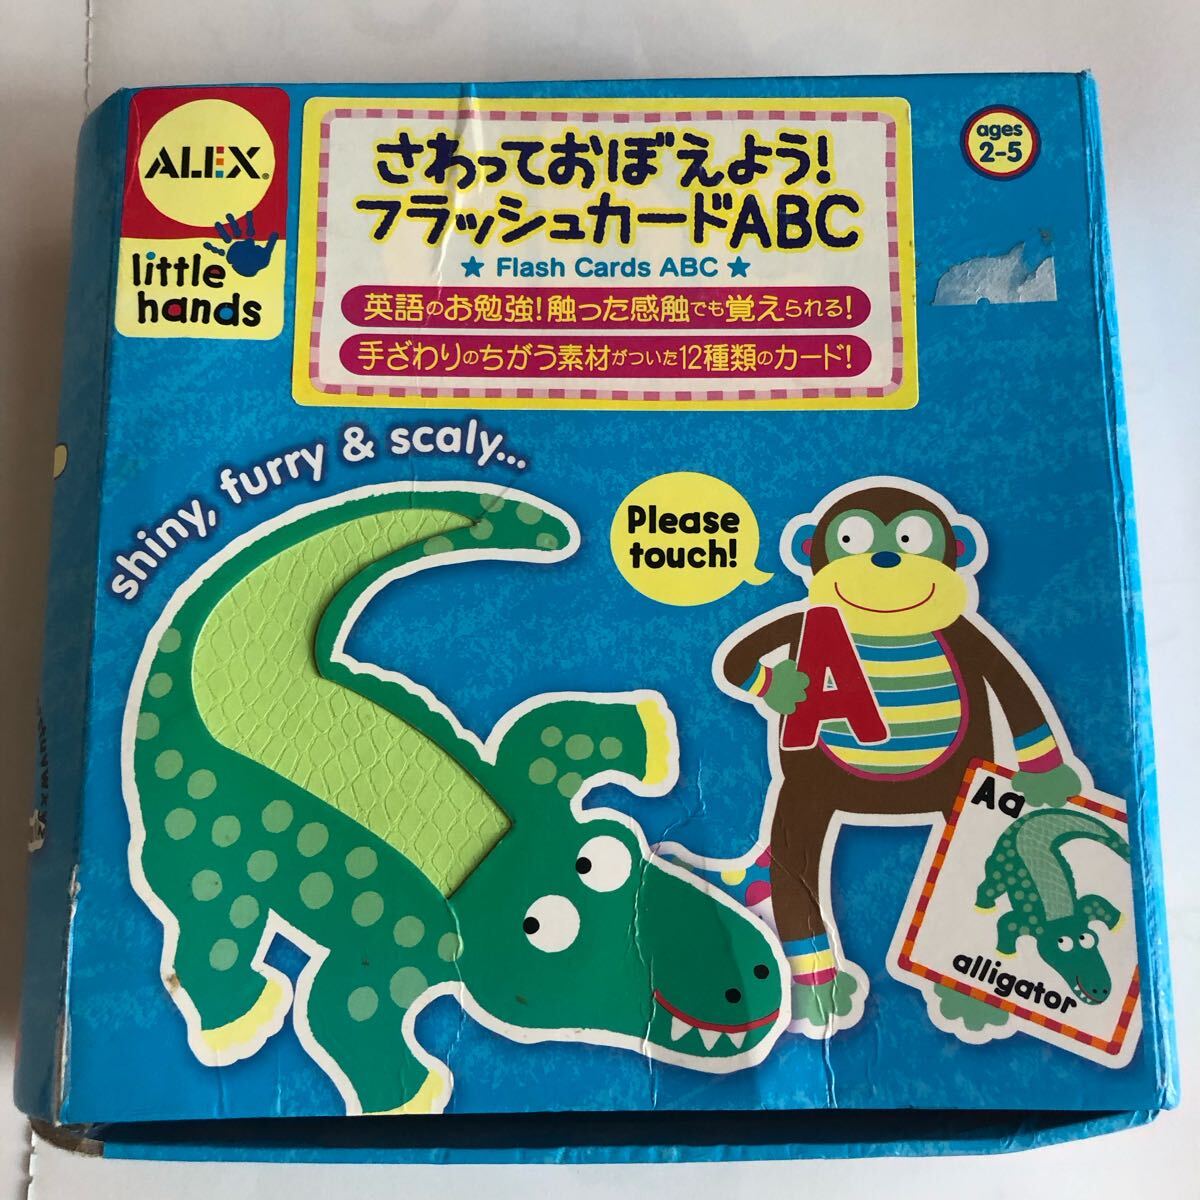 ALEX®
little
hands
さわっておぼえよう!
フラッシュカードABC
★ Flash Cards ABC ★
英語のお勉強!触った感触でも覚えられる!
手ざわりのちがう素材がついた12種類のカード!
ages
2-5
shiny, furry & scaly...
Please
touch!
A
Aa
alligator